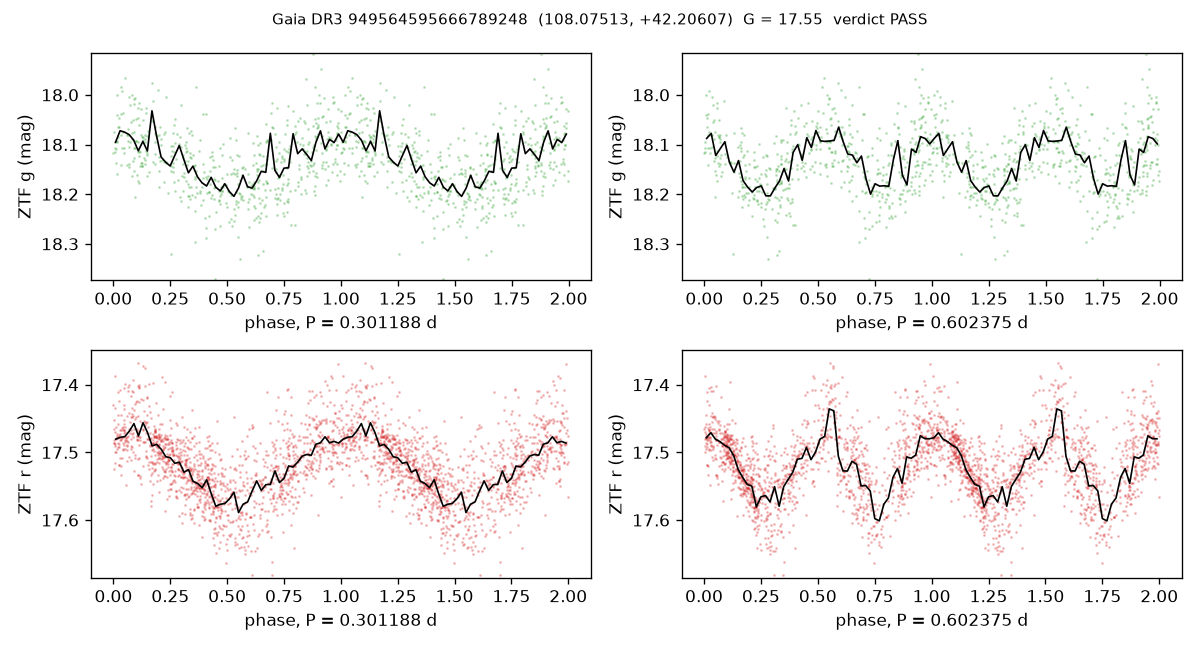 Gaia DR3 949564595666789248 (108.07513, +42.20607) G = 17.55 verdict PASS
ZTF g (mag)
18.0
18.1
18.2
18.3
0.00 0.25 0.50 0.75 1.00 1.25 1.50 1.75 2.00
phase, P = 0.301188 d
ZTF g (mag)
18.0
18.1
18.2
18.3
0.00 0.25 0.50 0.75 1.00 1.25 1.50 1.75 2.00
phase, P = 0.602375 d
ZTF r (mag)
17.4
17.5
17.6
0.00 0.25 0.50 0.75 1.00 1.25 1.50 1.75 2.00
phase, P = 0.301188 d
ZTF r (mag)
17.4
17.5
17.6
0.00 0.25 0.50 0.75 1.00 1.25 1.50 1.75 2.00
phase, P = 0.602375 d